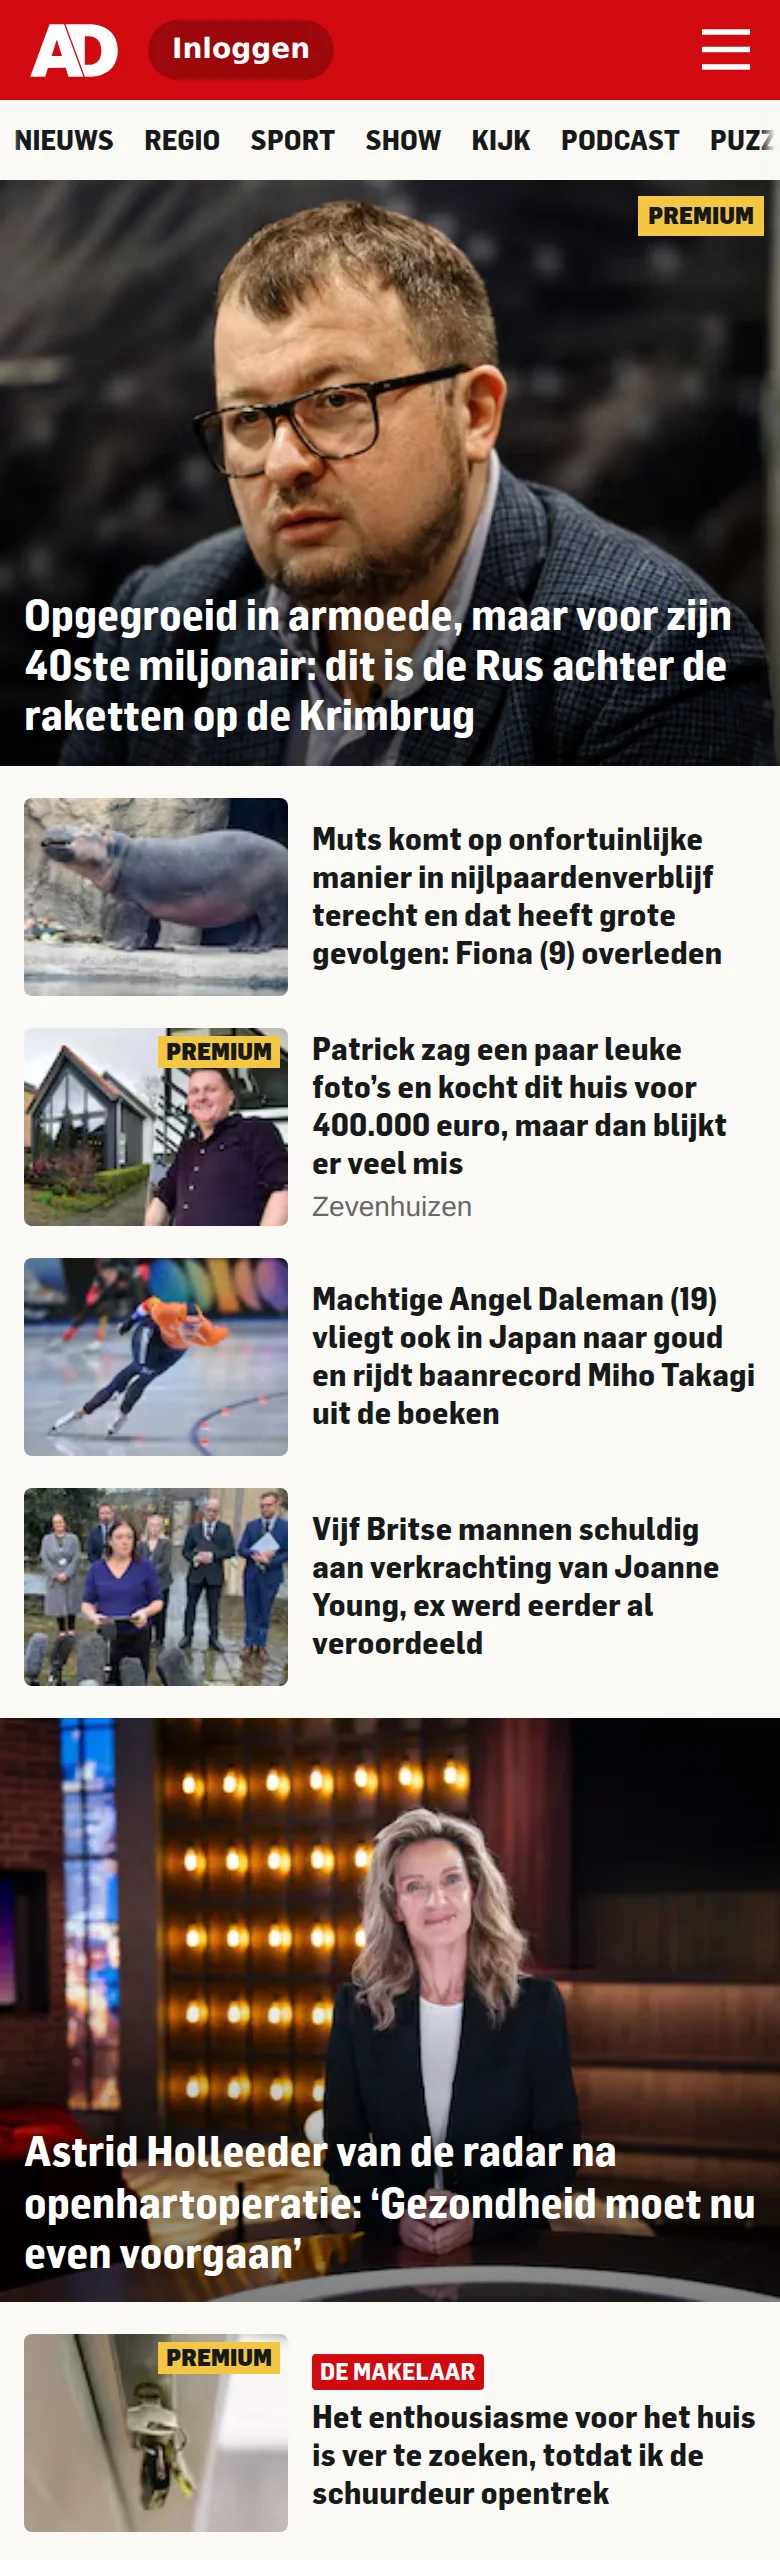 AD
Inloggen
NIEUWS REGIO SPORT SHOW KIJK PODCAST PUZZ
PREMIUM
Opgegroeid in armoede, maar voor zijn
40ste miljonair: dit is de Rus achter de
raketten op de Krimbrug
Muts komt op onfortuinlijke
manier in nijlpaardenverblijf
terecht en dat heeft grote
gevolgen: Fiona (9) overleden
PREMIUM
Patrick zag een paar leuke
foto’s en kocht dit huis voor
400.000 euro, maar dan blijkt
er veel mis
Zevenhuizen
Machtige Angel Daleman (19)
vliegt ook in Japan naar goud
en rijdt baanrecord Miho Takagi
uit de boeken
Vijf Britse mannen schuldig
aan verkrachting van Joanne
Young, ex werd eerder al
veroordeeld
Astrid Holleeder van de radar na
openhartoperatie: ‘Gezondheid moet nu
even voorgaan’
PREMIUM
DE MAKELAAR
Het enthousiasme voor het huis
is ver te zoeken, totdat ik de
schuurdeur opentrek